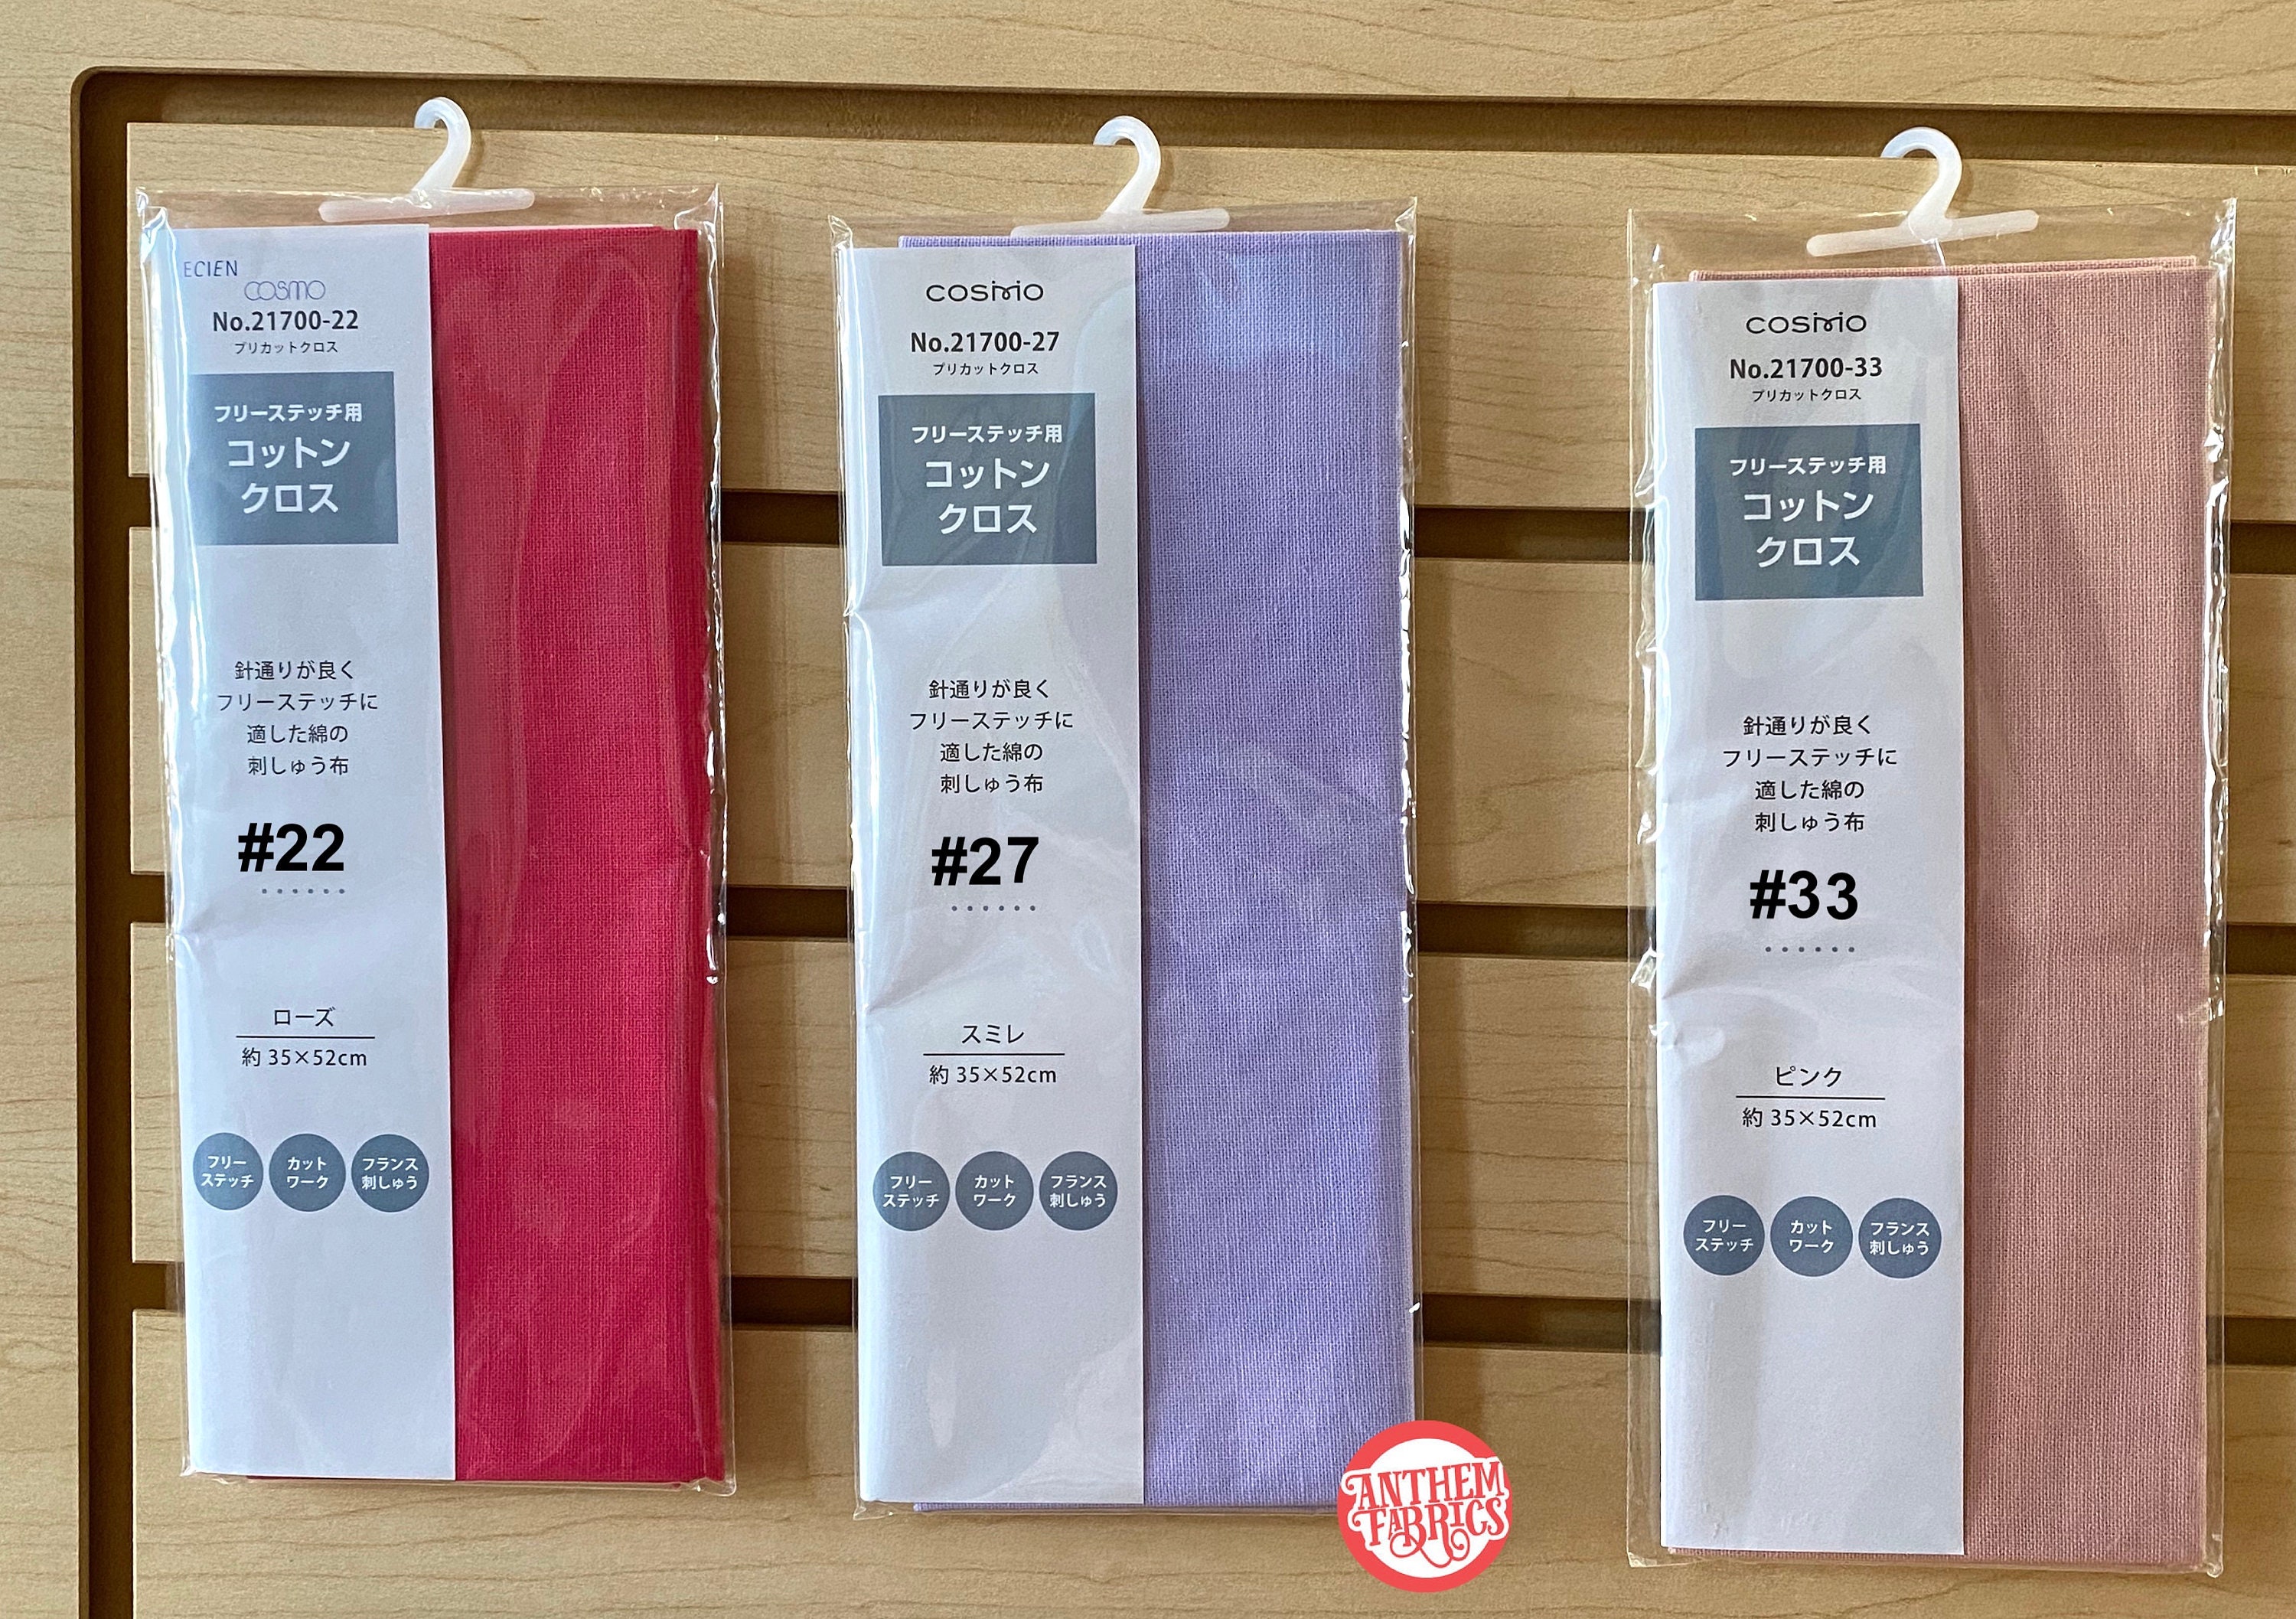 ECIEN
COSMO
No.21700-22
プリカットクロス
フリーステッチ用
コットン
クロス
針通りが良く
フリーステッチに
適した綿の
刺しゅう布
#22
ローズ
約 35×52cm
フリー
ステッチ
カット
ワーク
フランス
刺しゅう
COSMO
No.21700-27
プリカットクロス
フリーステッチ用
コットン
クロス
針通りが良く
フリーステッチに
適した綿の
刺しゅう布
#27
スミレ
約 35×52cm
フリー
ステッチ
カット
ワーク
フランス
刺しゅう
COSMO
No.21700-33
プリカットクロス
フリーステッチ用
コットン
クロス
針通りが良く
フリーステッチに
適した綿の
刺しゅう布
#33
ピンク
約 35×52cm
フリー
ステッチ
カット
ワーク
フランス
刺しゅう
ANTHEM
FABRICS